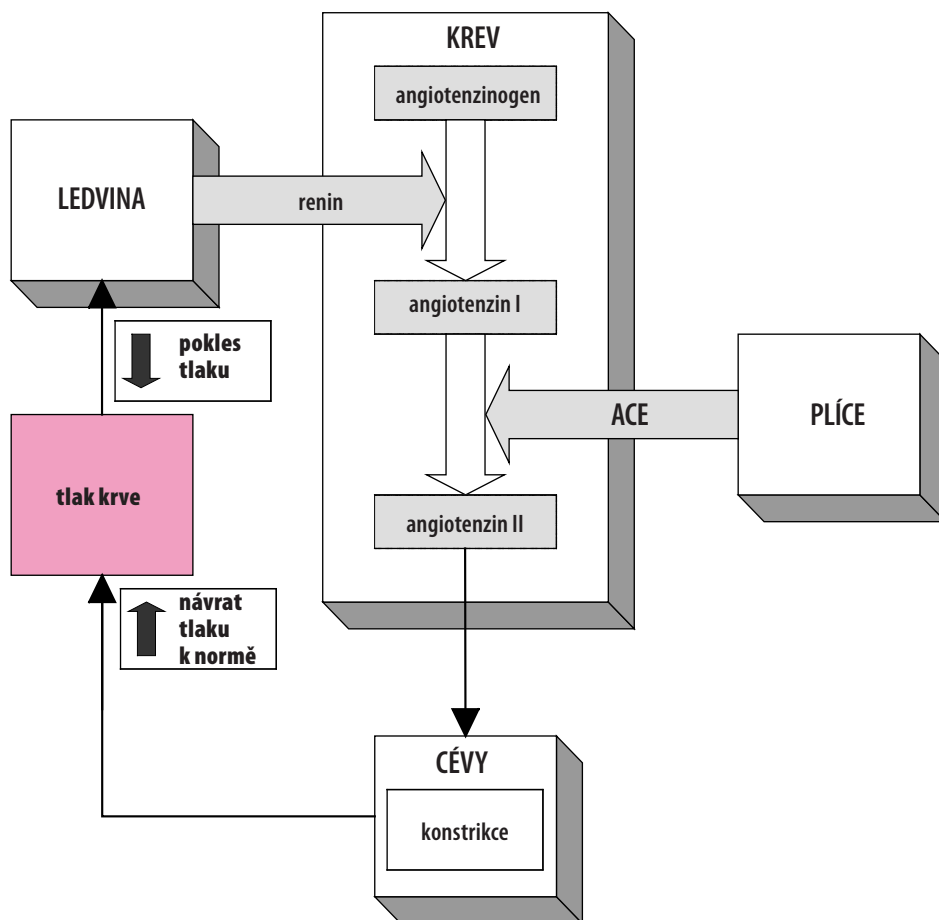 KREV
angiotenzinogen
LEDVINA
renin
angiotenzin I
pokles
tlaku
ACE
PLÍCE
tlak krve
angiotenzin II
návrat
tlaku
k normě
CÉVY
konstrikce